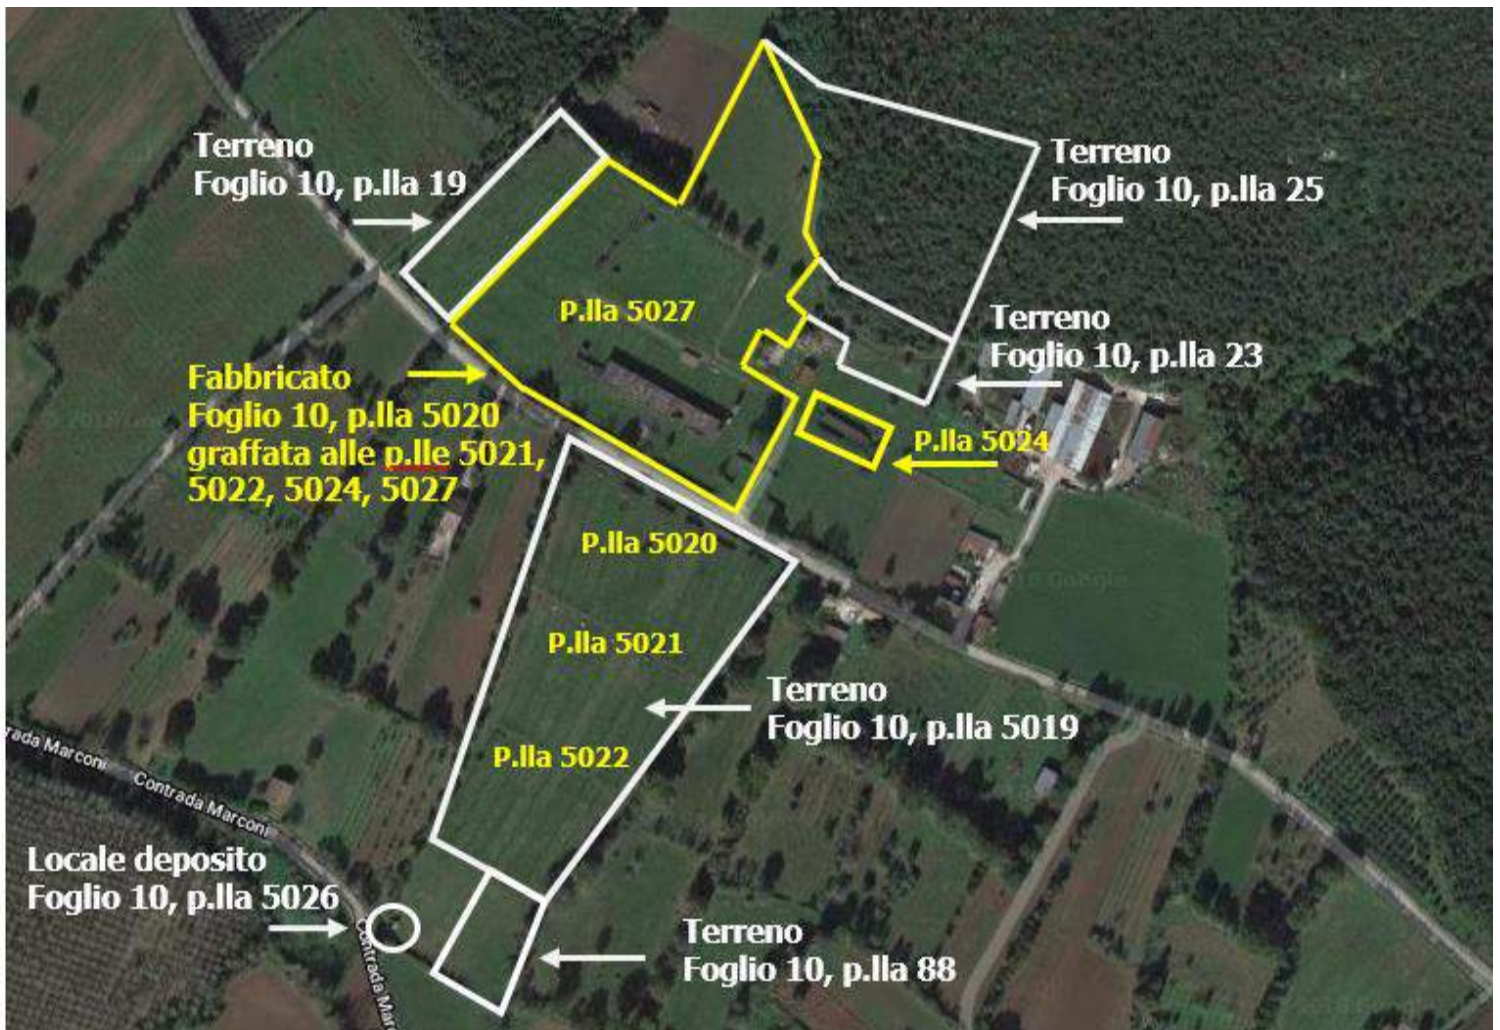 Terreno
Foglio 10, p.lla 19
Terreno
Foglio 10, p.lla 25
P.lla 5027
Terreno
Foglio 10, p.lla 23
Fabbricato
Foglio 10, p.lla 5020
graffata alle p.lle 5021,
5022, 5024, 5027
P.lla 5024
P.lla 5020
P.lla 5021
Terreno
Foglio 10, p.lla 5019
P.lla 5022
rada Marconi
Contrada Marconi
Locale deposito
Foglio 10, p.lla 5026
Contrada Mar
Terreno
Foglio 10, p.lla 88